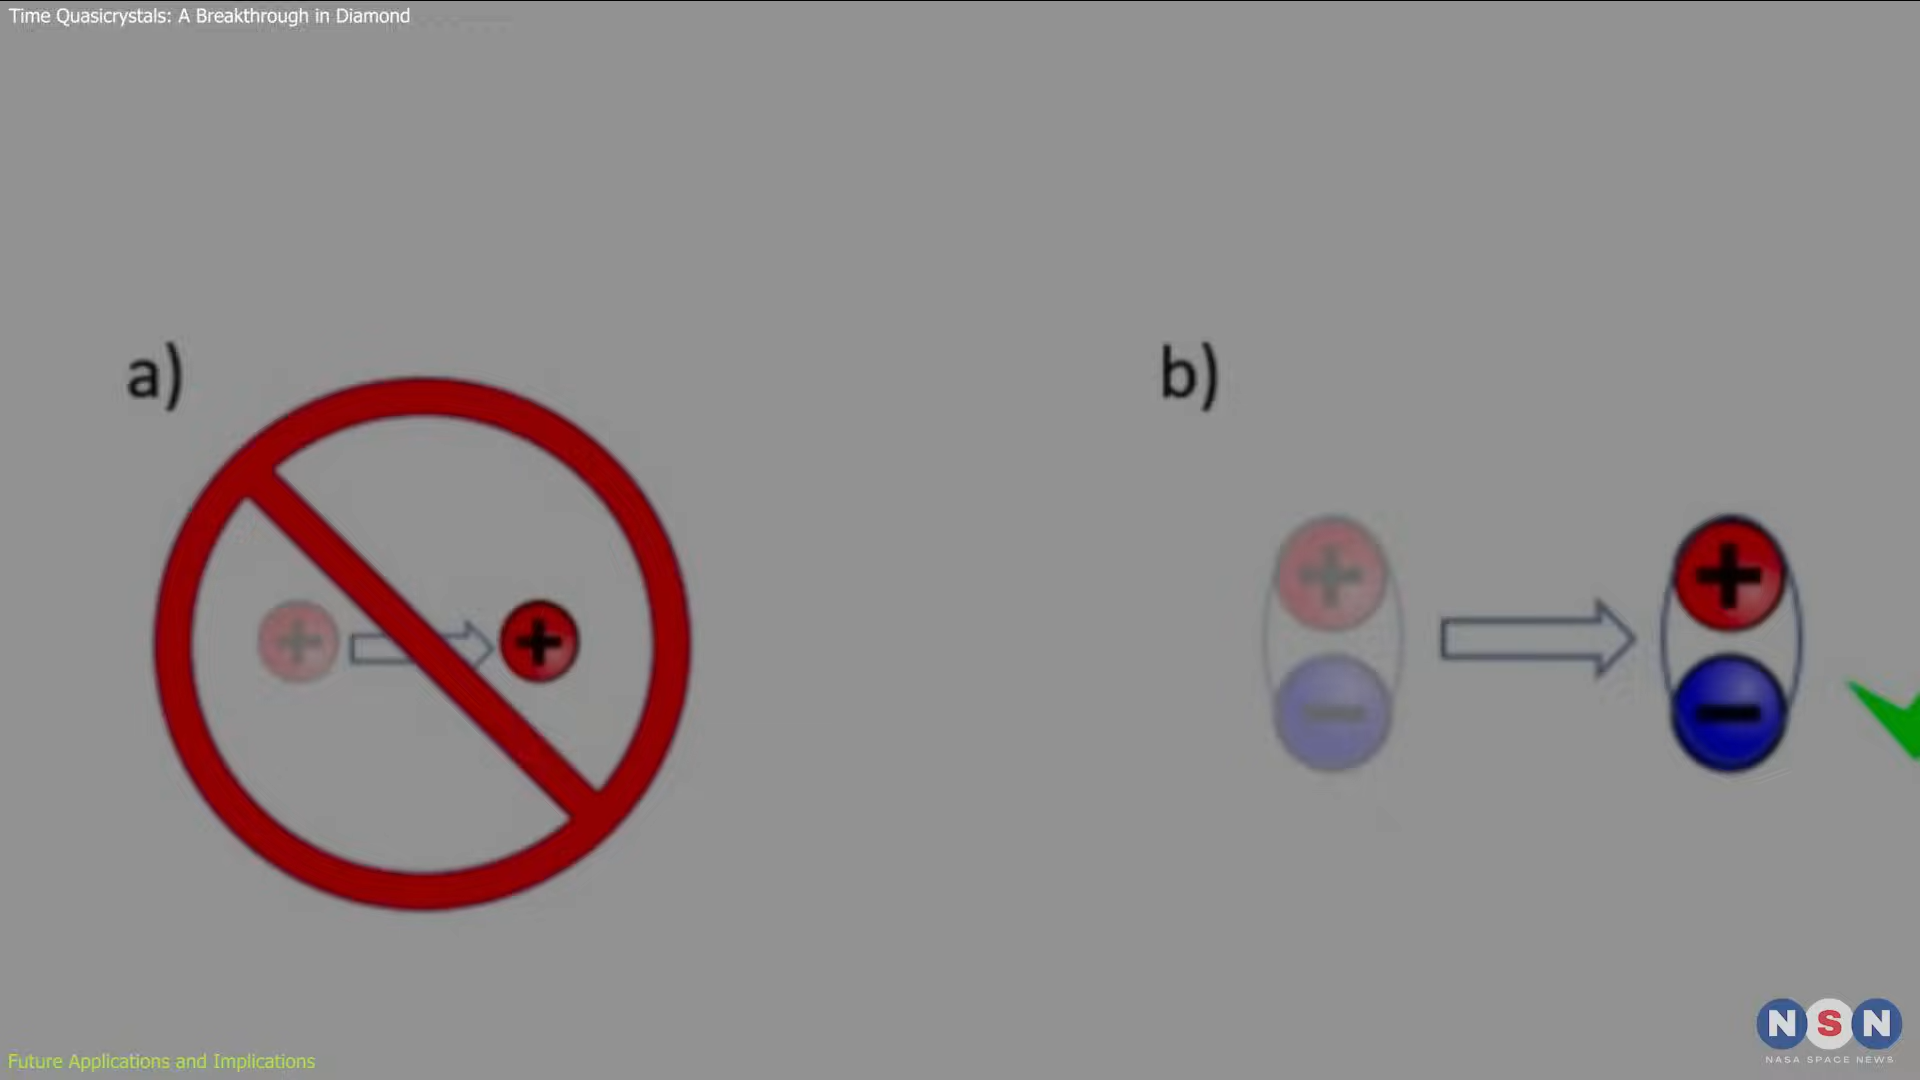 Time Quasicrystals: A Breakthrough in Diamond
a)
b)
+
+
+
+
−
−
NSN
NASA SPACE NEWS
Future Applications and Implications